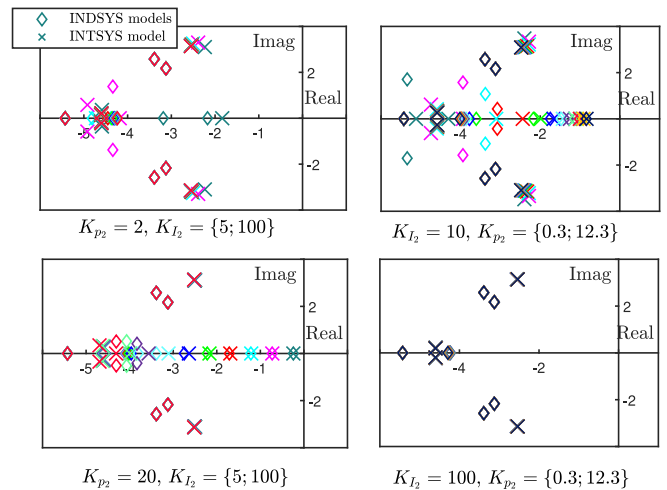 INDSYS models
INTSYS model
Imag
2
Real
-5 -4 -3 -2 -1
-2
K_{p_2} = 2, K_{I_2} = {5; 100}
Imag
2
Real
-4 -2
-2
K_{I_2} = 10, K_{p_2} = {0.3; 12.3}
Imag
2
Real
-5 -4 -3 -2 -1
-2
K_{p_2} = 20, K_{I_2} = {5; 100}
Imag
2
Real
-4 -2
-2
K_{I_2} = 100, K_{p_2} = {0.3; 12.3}